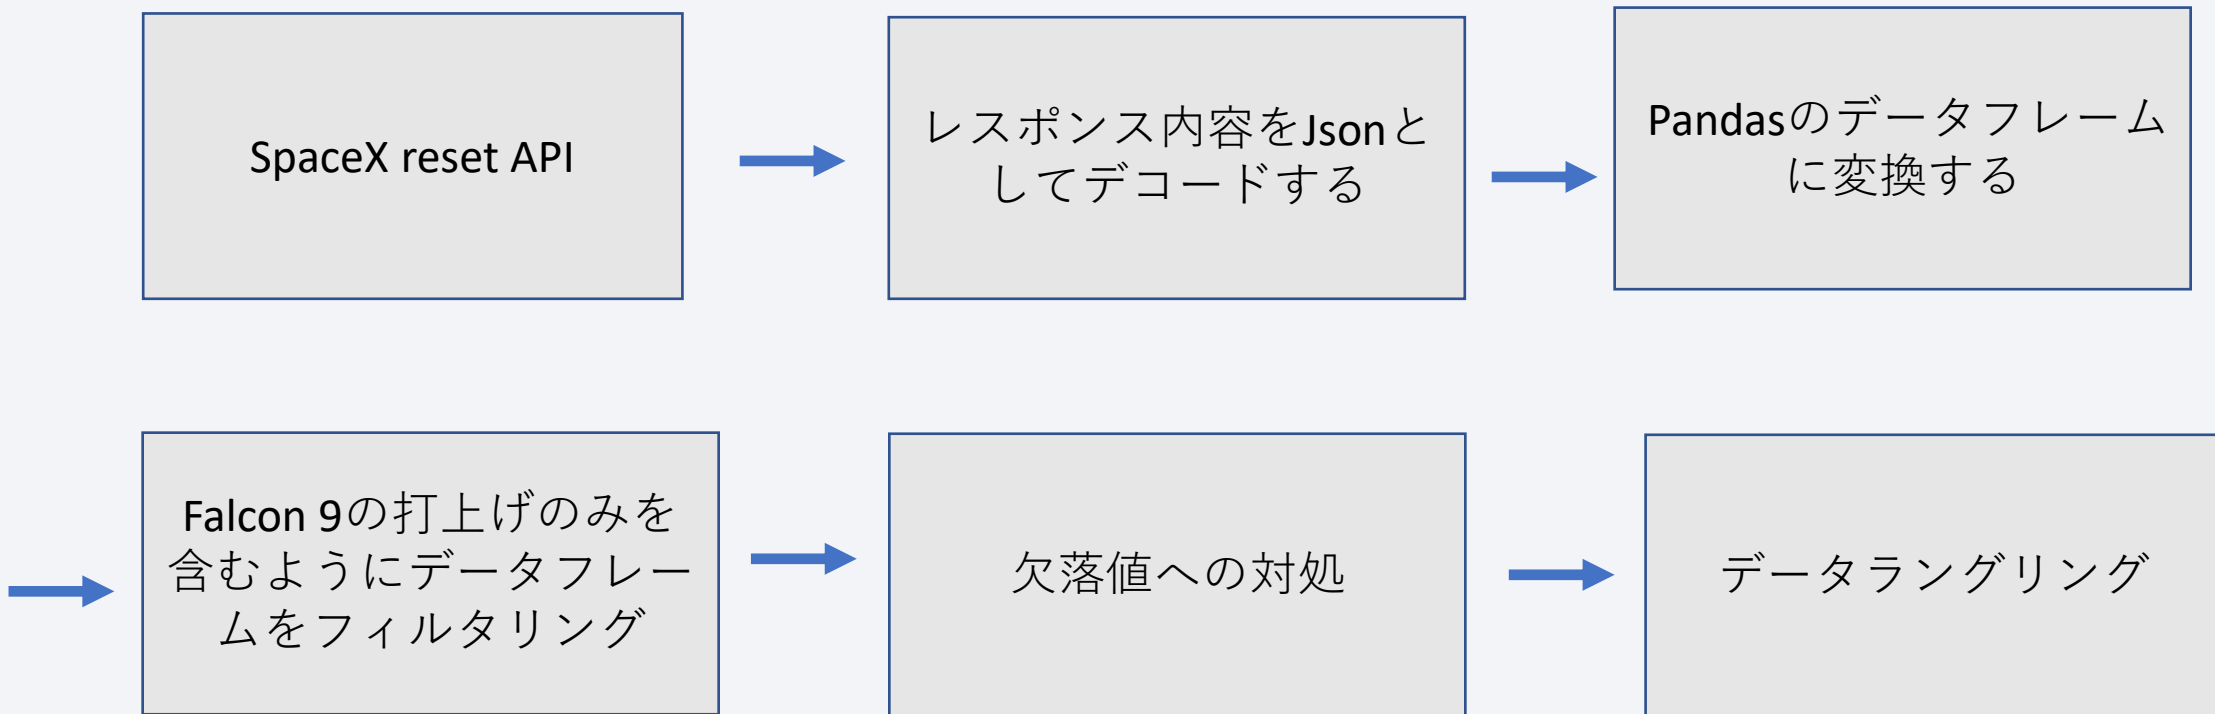 SpaceX reset API
レスポンス内容をJsonと
してデコードする
Pandasのデータフレーム
に変換する
Falcon 9の打上げのみを
含むようにデータフレー
ムをフィルタリング
欠落値への対処
データラングリング